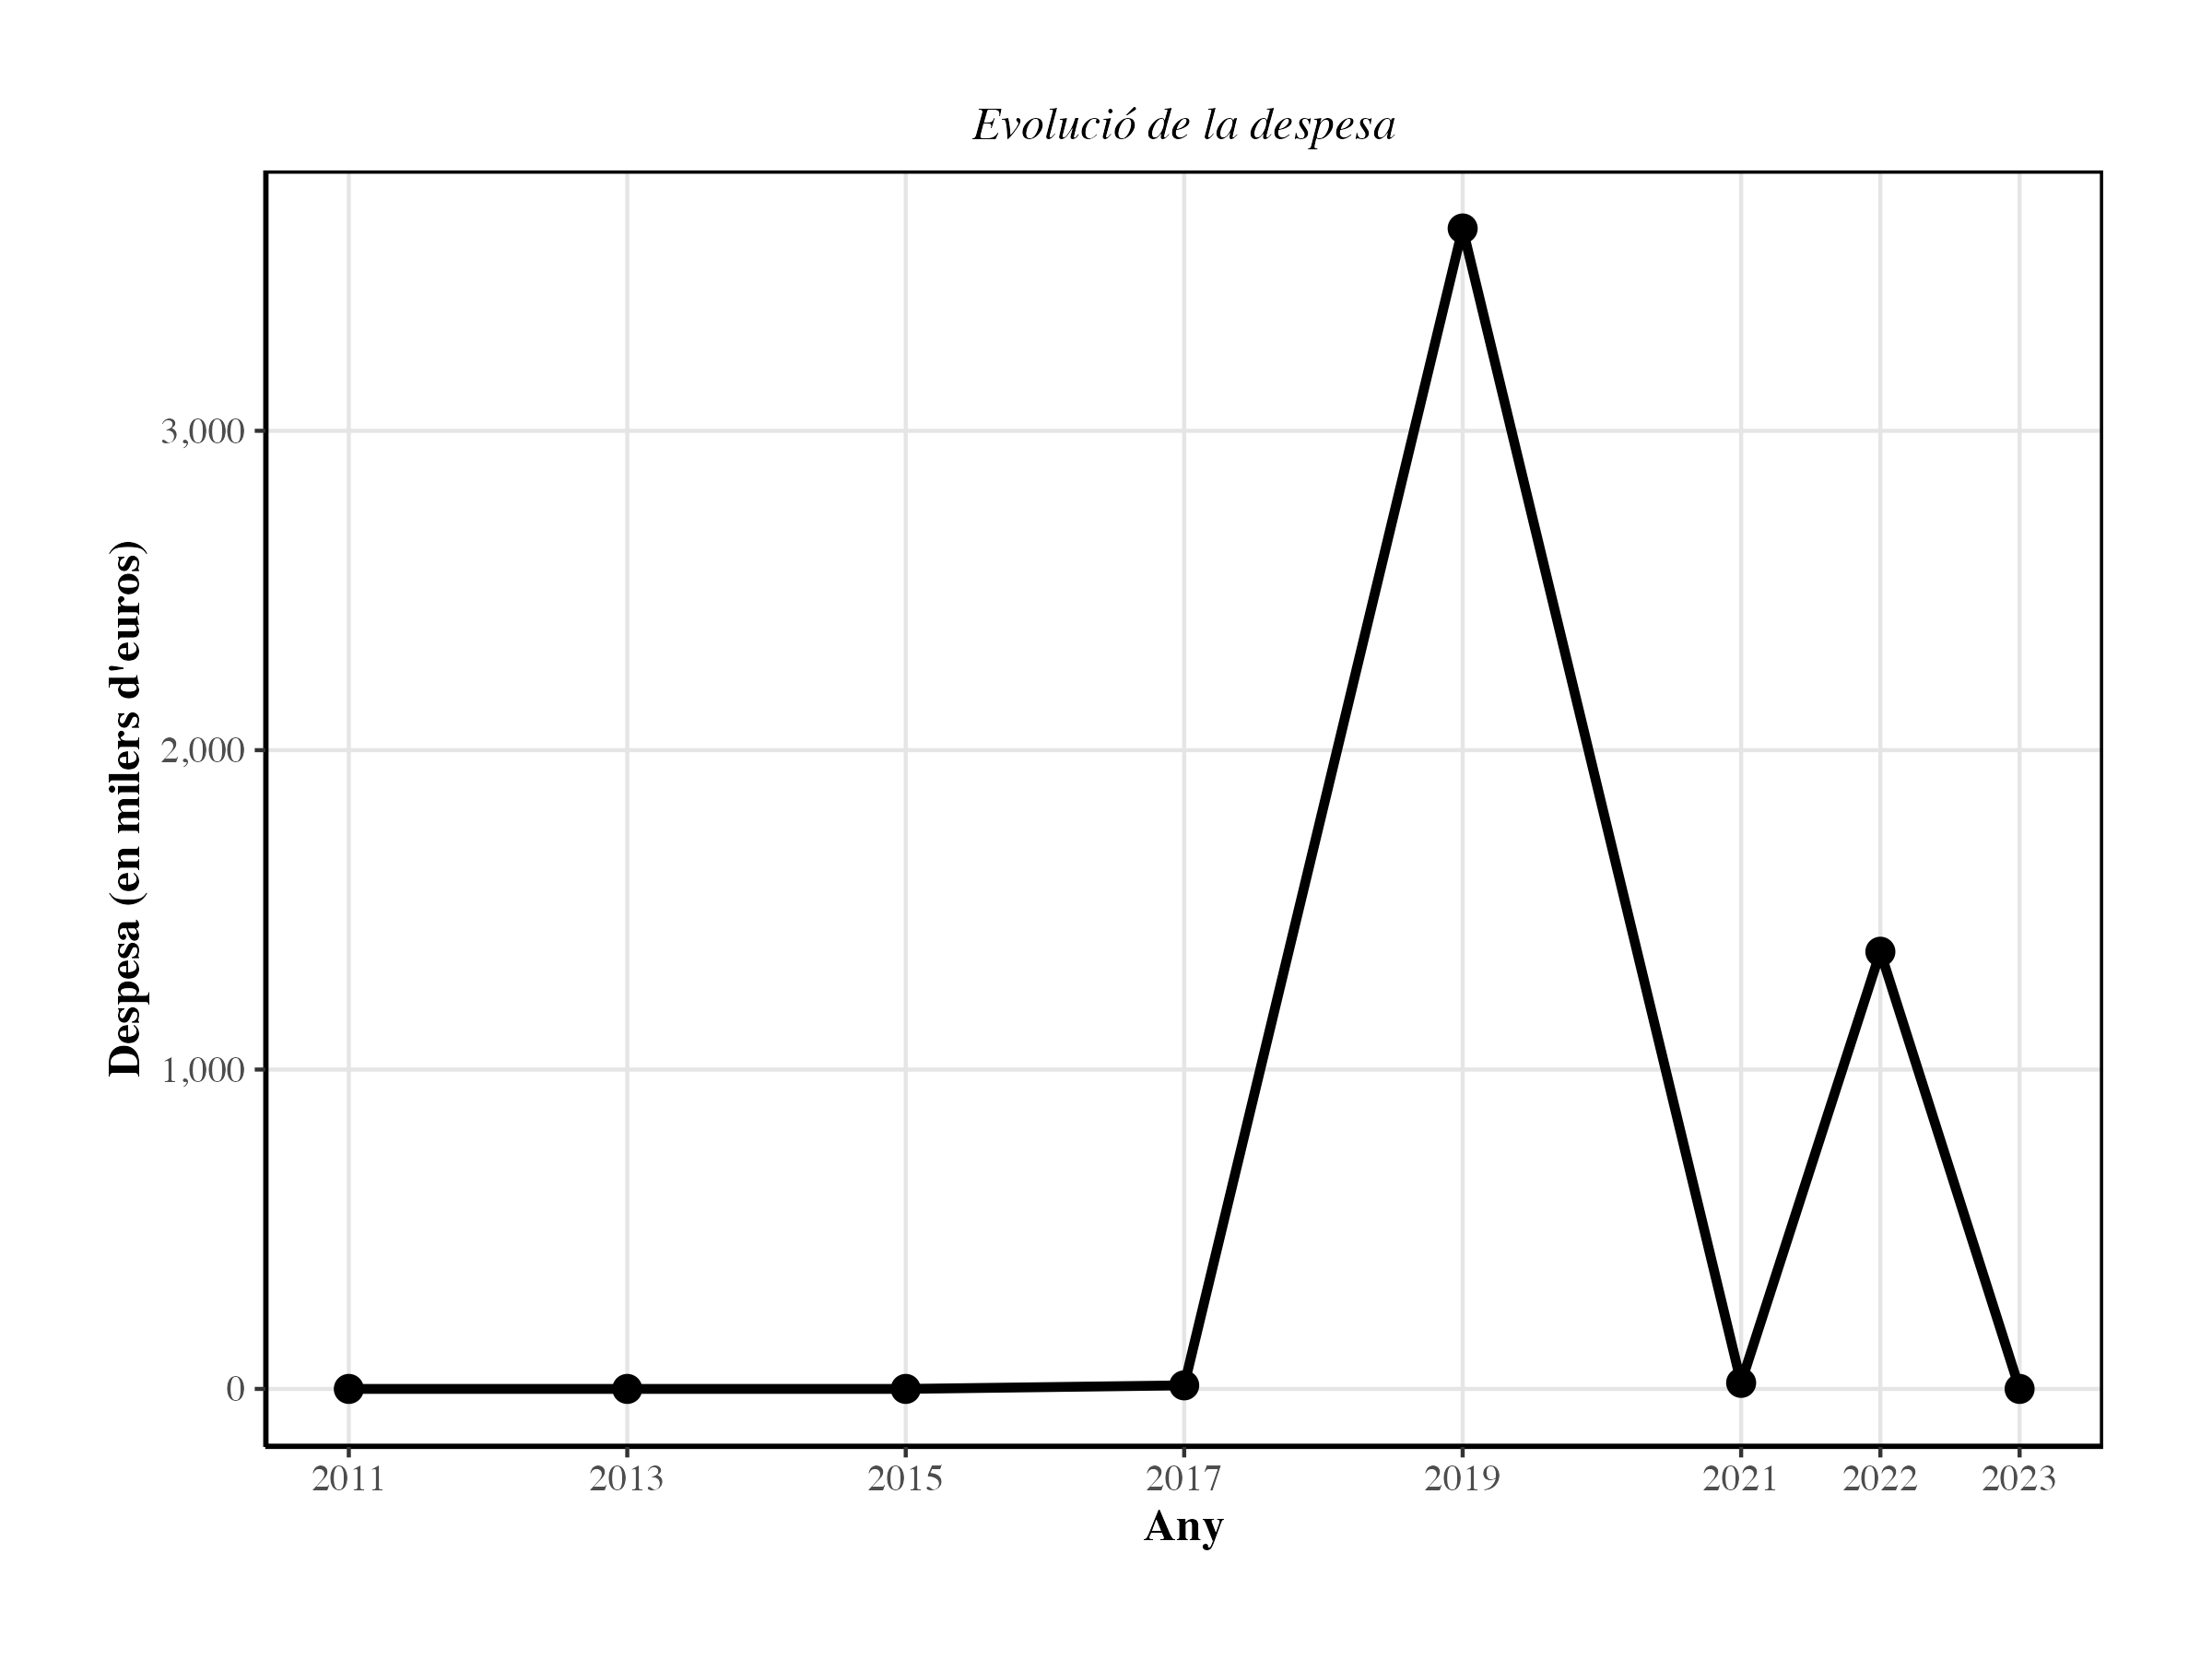 Evolució de la despesa
Despesa (en milers d'euros)
3,000
2,000
1,000
0
2011 2013 2015 2017 2019 2021 2022 2023
Any